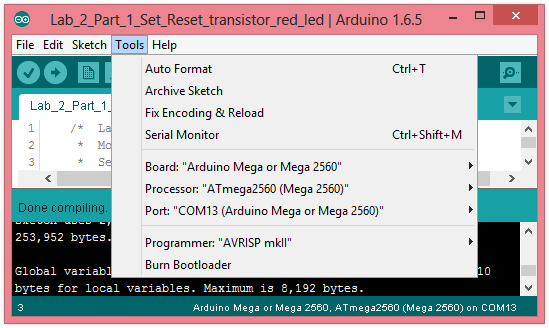 Lab_2_Part_1_Set_Reset_transistor_red_led | Arduino 1.6.5
File Edit Sketch Tools Help
Auto Format Ctrl+T
Archive Sketch
Fix Encoding & Reload
Serial Monitor Ctrl+Shift+M
Board: "Arduino Mega or Mega 2560"
Processor: "ATmega2560 (Mega 2560)"
Port: "COM13 (Arduino Mega or Mega 2560)"
Programmer: "AVRISP mkII"
Burn Bootloader
Lab_2_Part_1_
1 /* La
2 * Mo
3 * Se
Done compiling.
253,952 bytes.
Global variabl 10
bytes for local variables. Maximum is 8,192 bytes.
3 Arduino Mega or Mega 2560, ATmega2560 (Mega 2560) on COM13